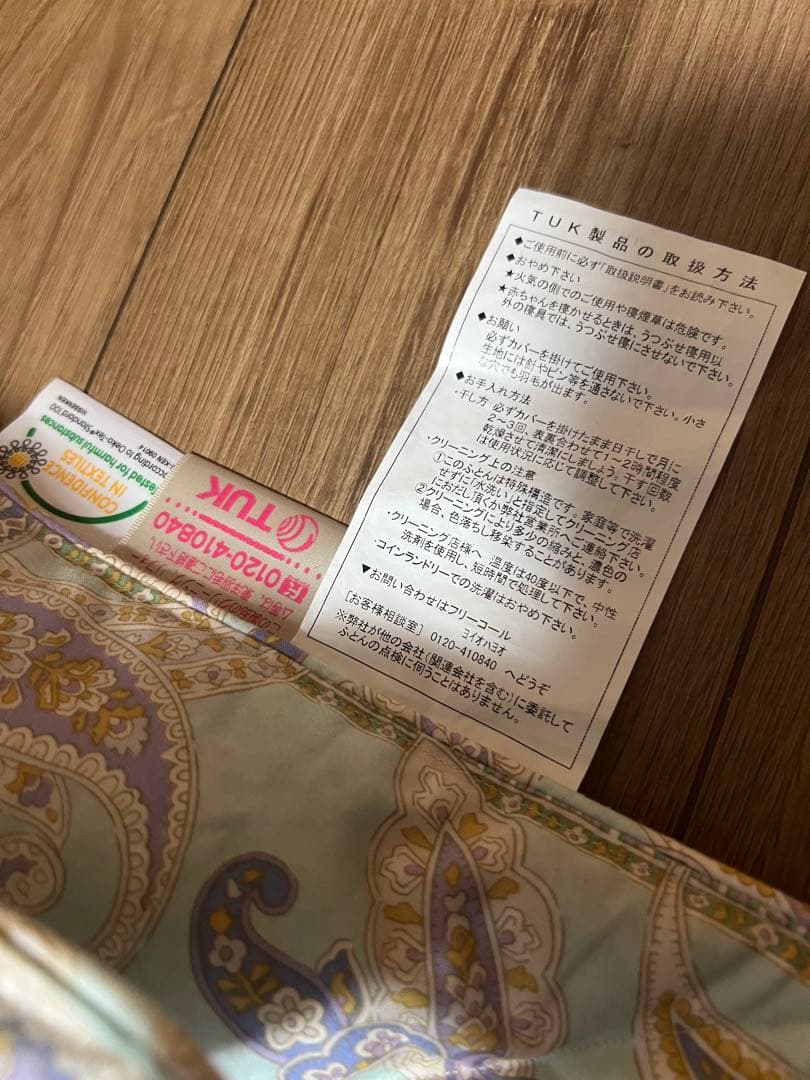 TUK製品の取扱方法
◆ご使用前に必ず「取扱説明書」をお読み下さい。
◆おやめ下さい
★火気の側でのご使用や寝煙草は危険です。
★赤ちゃんを寝かせるときは、うつぶせ寝用以
外の寝具では、うつぶせ寝にさせないで下さい。
◆お願い
必ずカバーを掛けてご使用下さい。
生地には針やピン等を通さないで下さい。小さ
な穴でも羽毛が出ます。
◆お手入れ方法
・干し方 必ずカバーを掛けたまま日干しで月に
2~3回、表裏合わせて1~2時間程度
乾燥させて清潔にしましょう。干す回数
は使用状況に応じて調整して下さい。
・クリーニング上の注意
①このふとんは特殊構造です。家庭等で洗濯
せずに「水洗い」と指定してクリーニング店
におだし頂くか弊社営業所へご連絡下さい。
②クリーニングにより多少の縮みと、濃色の
場合、色落ちし移染することがあります。
・クリーニング店様へ 温度は40度以下で、中性
洗剤を使用し、短時間で処理して下さい。
・コインランドリーでの洗濯はおやめ下さい。
▼お問い合わせはフリーコール
ヨイオハヨオ
[お客様相談室] 0120-410840 へどうぞ
※弊社が他の会社(関連会社を含む)に委託して
ふとんの点検に伺うことはありません。
TUK
0120-410840
CONFIDENCE
IN TEXTILES
Tested for harmful substances
according to Oeko-Tex® Standard 100
NISSENKEN